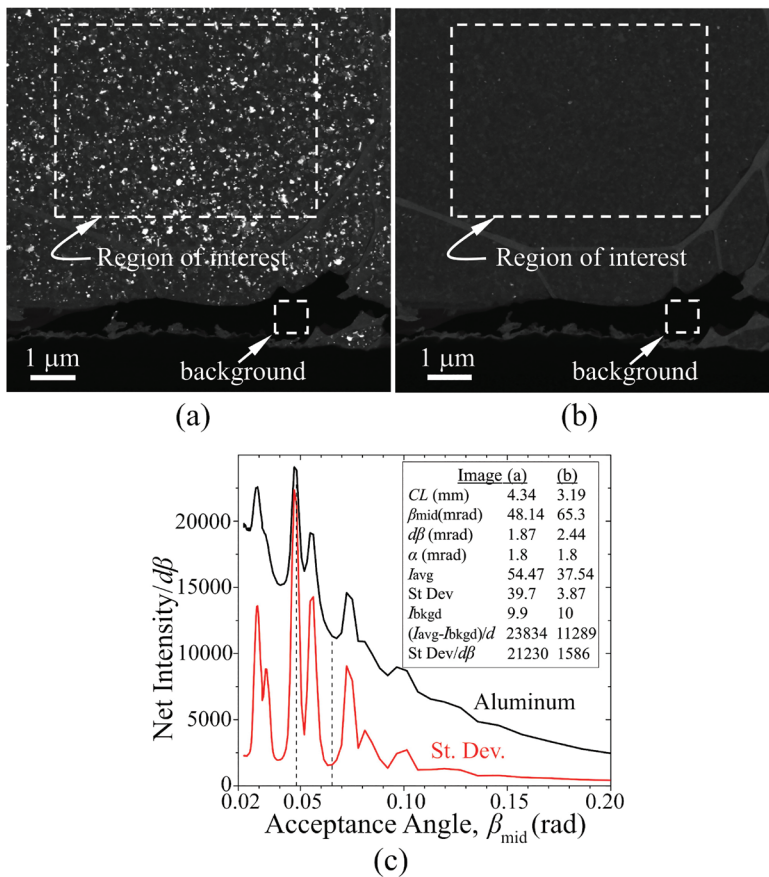 Region of interest
1 μm
background
(a)
Region of interest
1 μm
background
(b)
Net Intensity/dβ
20000
15000
10000
5000
0
0.02 0.05 0.10 0.15 0.20
Acceptance Angle, βmid (rad)
Image (a) (b)
CL (mm) 4.34 3.19
βmid(mrad) 48.14 65.3
dβ (mrad) 1.87 2.44
α (mrad) 1.8 1.8
Iavg 54.47 37.54
St Dev 39.7 3.87
Ibkgd 9.9 10
(Iavg-Ibkgd)/d 23834 11289
St Dev/dβ 21230 1586
Aluminum
St. Dev.
(c)